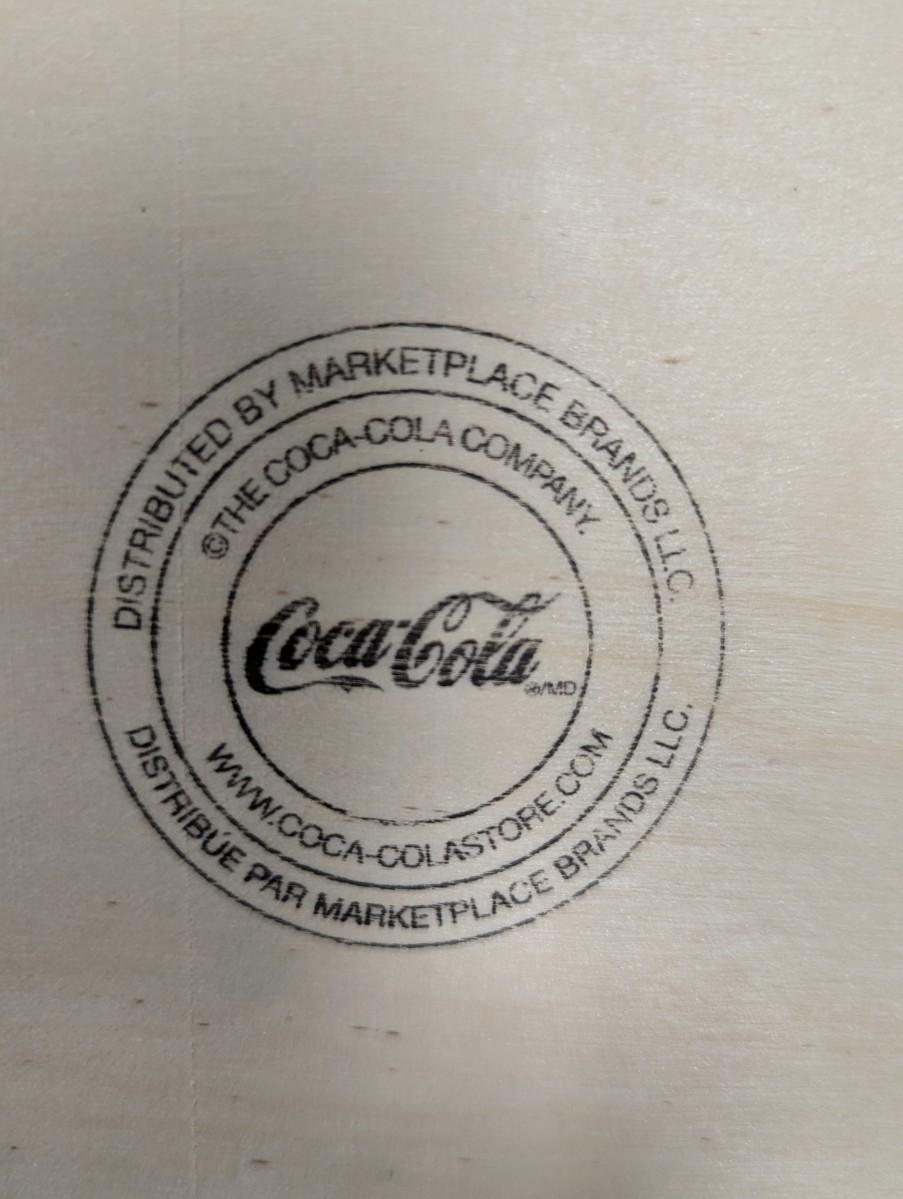 DISTRIBUTED BY MARKETPLACE BRANDS LLC.
©THE COCA-COLA COMPANY.
Coca-Cola
®/MD
WWW.COCA-COLASTORE.COM
DISTRIBÚE PAR MARKETPLACE BRANDS LLC.